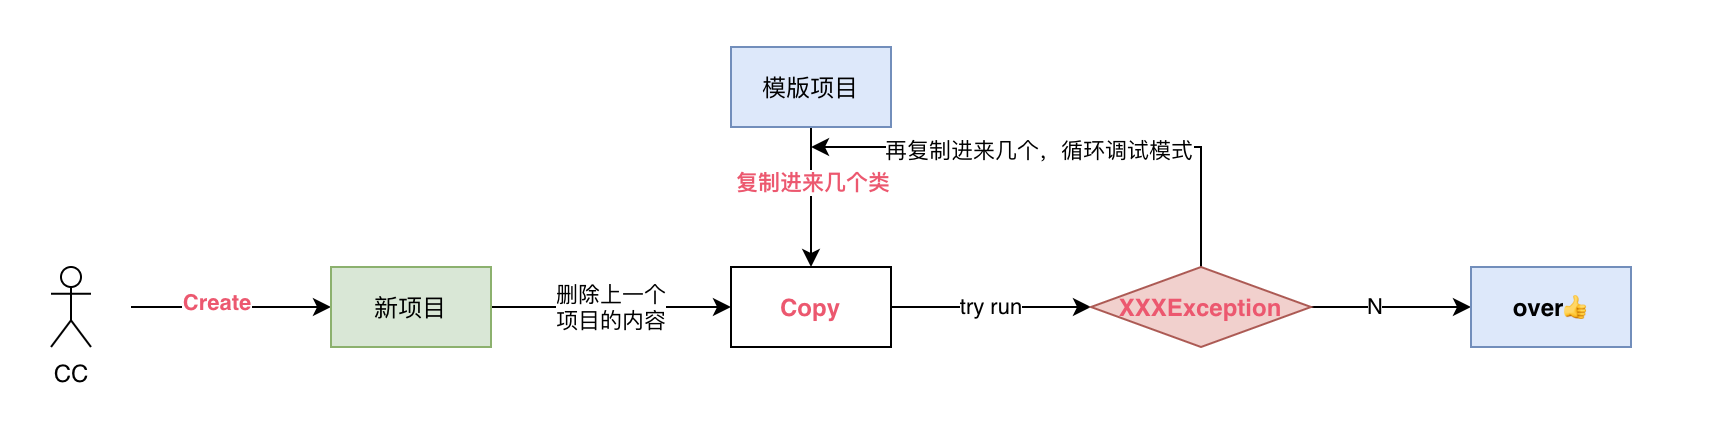 模版项目
再复制进来几个，循环调试模式
复制进来几个类
CC
Create
新项目
删除上一个
项目的内容
Copy
try run
XXXException
N
over👍